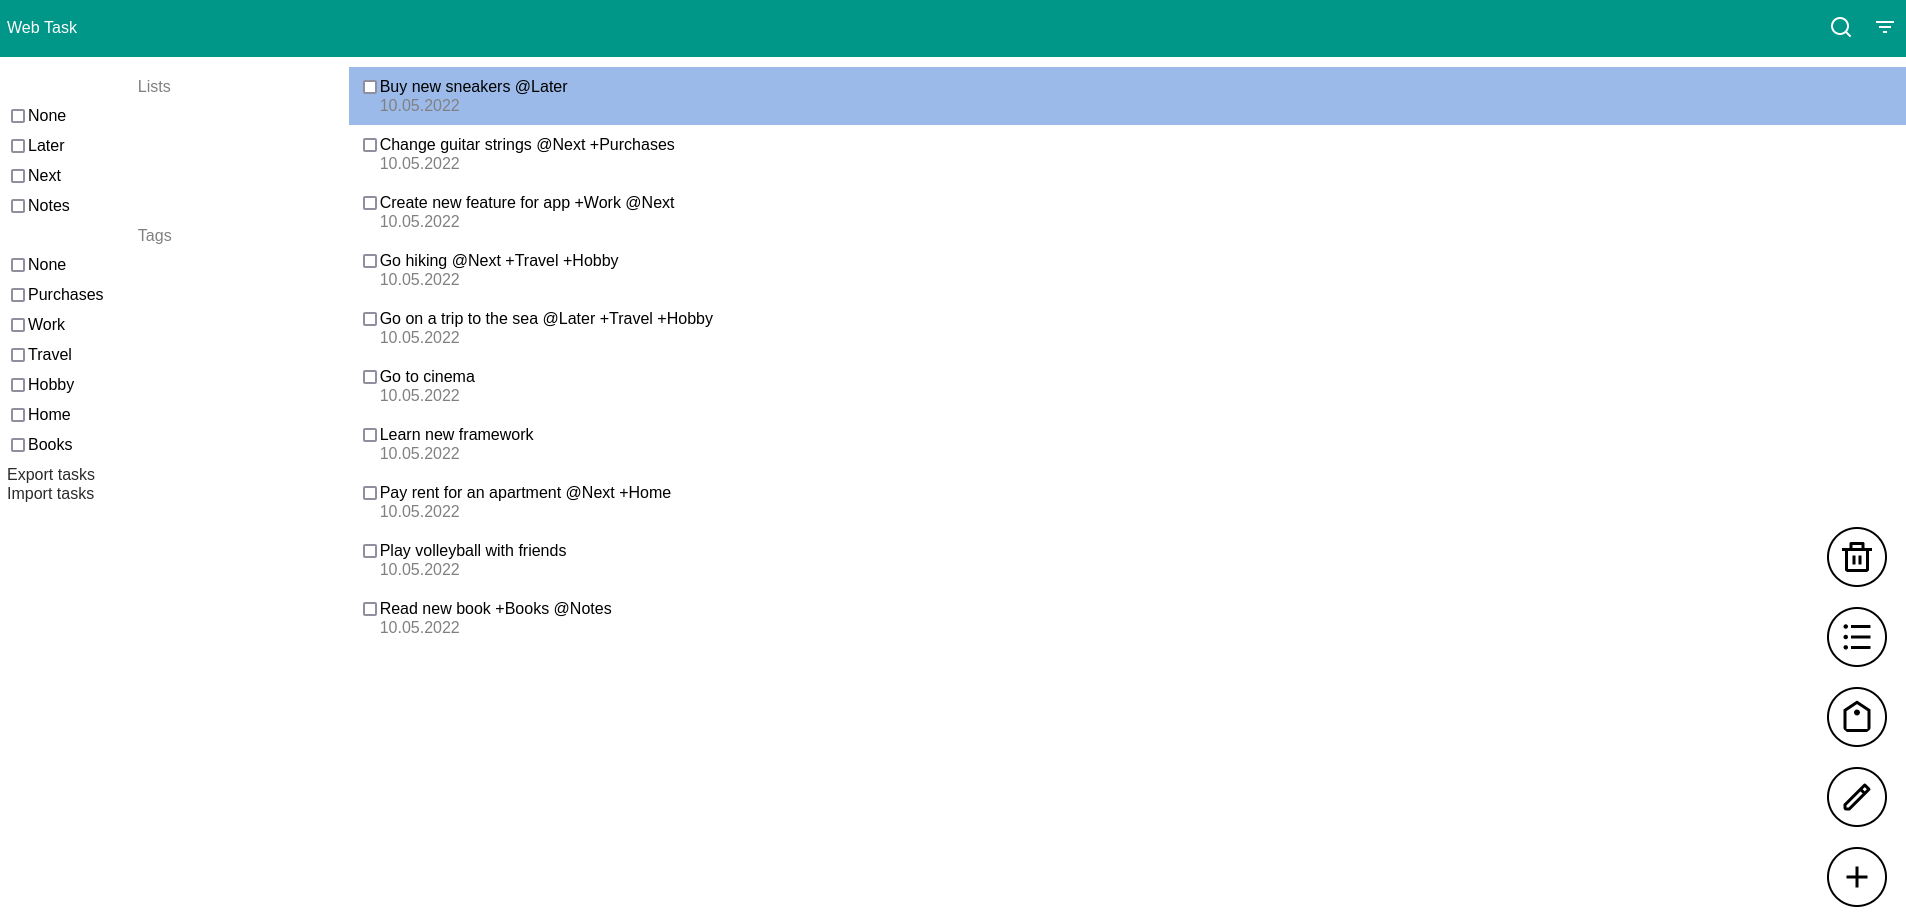 Web Task
Lists
None
Later
Next
Notes
Tags
None
Purchases
Work
Travel
Hobby
Home
Books
Export tasks
Import tasks
Buy new sneakers @Later
10.05.2022
Change guitar strings @Next +Purchases
10.05.2022
Create new feature for app +Work @Next
10.05.2022
Go hiking @Next +Travel +Hobby
10.05.2022
Go on a trip to the sea @Later +Travel +Hobby
10.05.2022
Go to cinema
10.05.2022
Learn new framework
10.05.2022
Pay rent for an apartment @Next +Home
10.05.2022
Play volleyball with friends
10.05.2022
Read new book +Books @Notes
10.05.2022